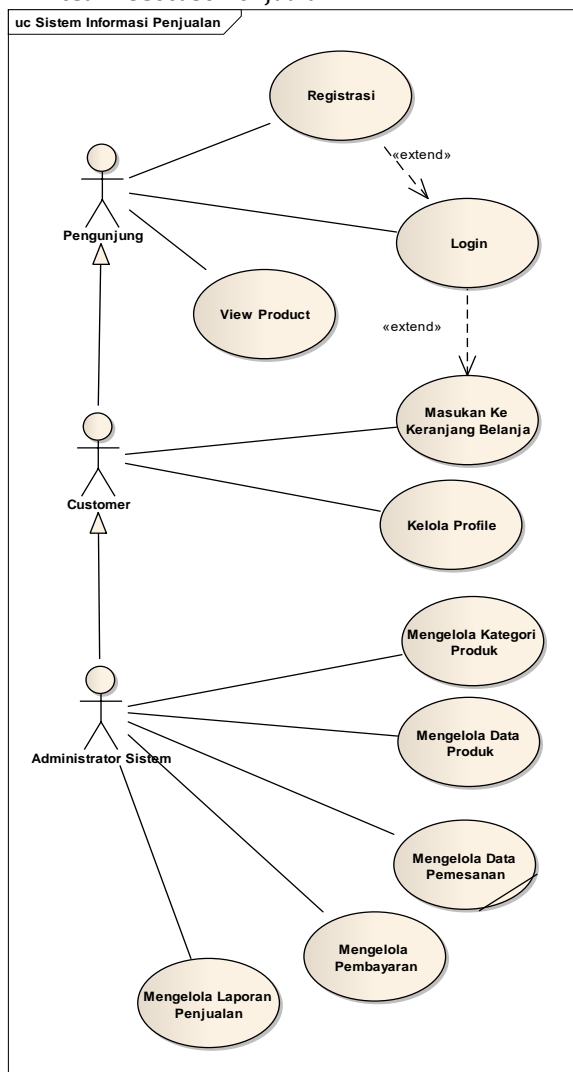 uc Sistem Informasi Penjualan
Registrasi
«extend»
Pengunjung
Login
View Product
«extend»
Masukan Ke
Keranjang Belanja
Customer
Kelola Profile
Mengelola Kategori
Produk
Mengelola Data
Produk
Administrator Sistem
Mengelola Data
Pemesanan
Mengelola
Pembayaran
Mengelola Laporan
Penjualan